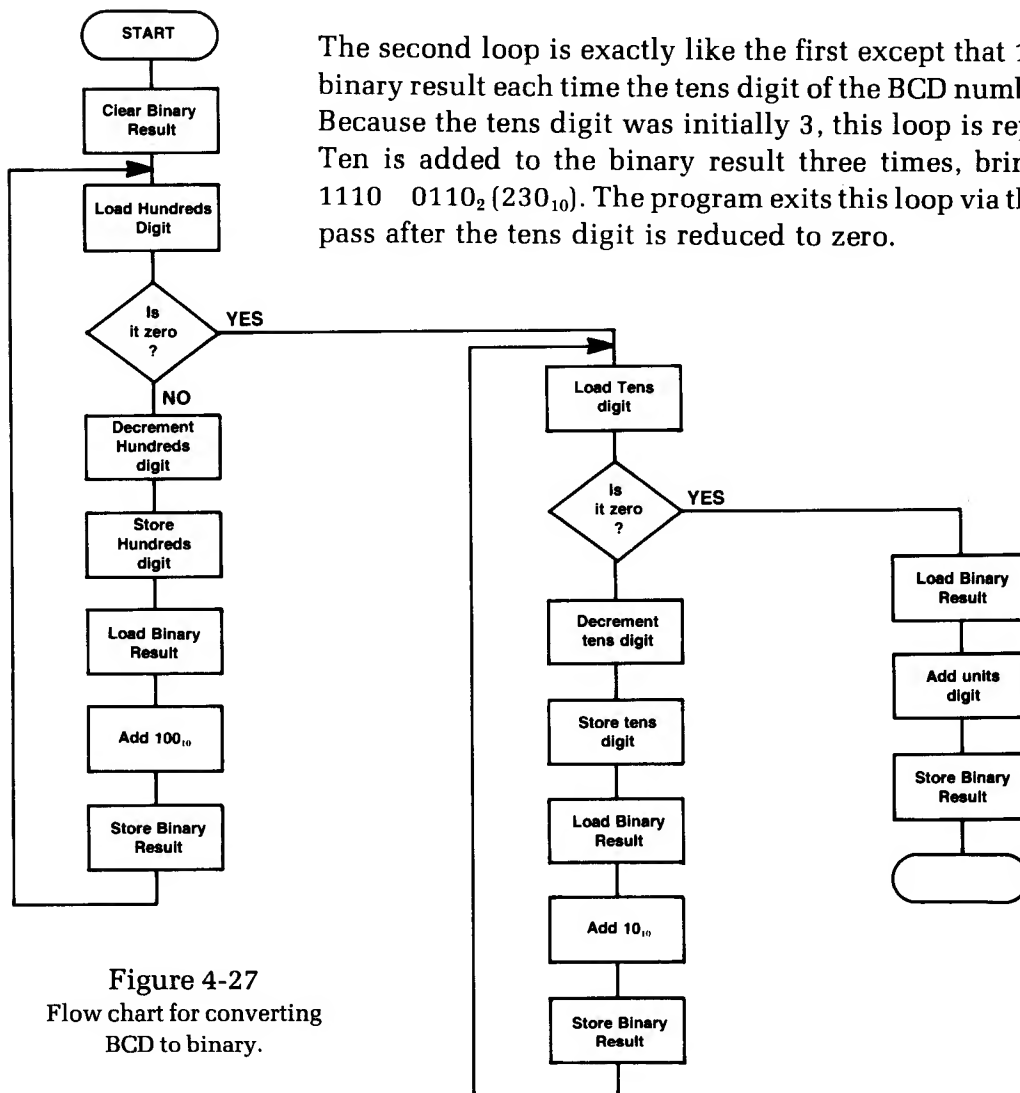 START
The second loop is exactly like the first except that
binary result each time the tens digit of the BCD
Because the tens digit was initially 3, this loop is
Ten is added to the binary result three times,
1110 0110₂ (230₁₀). The program exits this loop via
pass after the tens digit is reduced to zero.
Clear Binary
Result
Load Hundreds
Digit
Is
it zero
?
YES
NO
Decrement
Hundreds
digit
Store
Hundreds
digit
Load Binary
Result
Add 100₁₀
Store Binary
Result
Load Tens
digit
Is
it zero
?
YES
Decrement
tens digit
Store tens
digit
Load Binary
Result
Add 10₁₀
Store Binary
Result
Load Binary
Result
Add units
digit
Store Binary
Result
Figure 4-27
Flow chart for converting
BCD to binary.